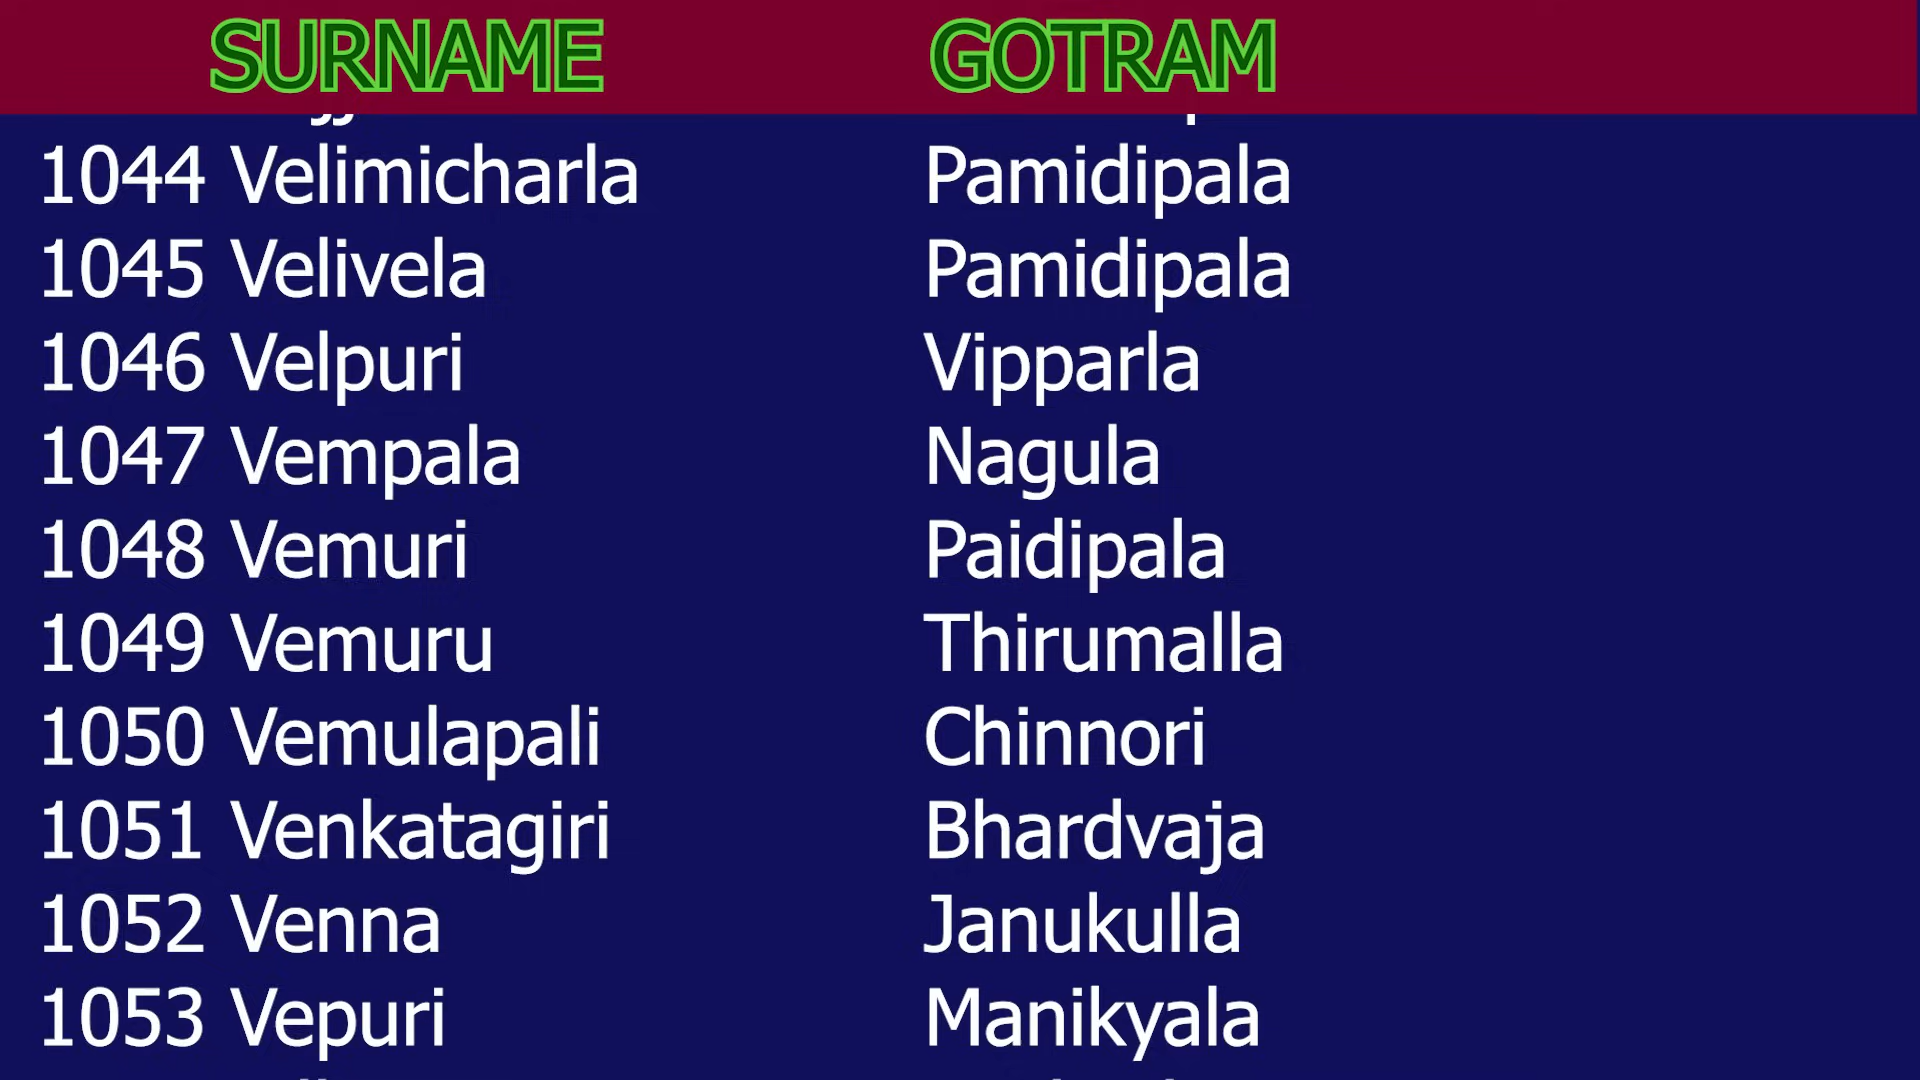 SURNAME GOTRAM
1044 Velimicharla Pamidipala
1045 Velivela Pamidipala
1046 Velpuri Vipparla
1047 Vempala Nagula
1048 Vemuri Paidipala
1049 Vemuru Thirumalla
1050 Vemulapali Chinnori
1051 Venkatagiri Bhardvaja
1052 Venna Janukulla
1053 Vepuri Manikyala